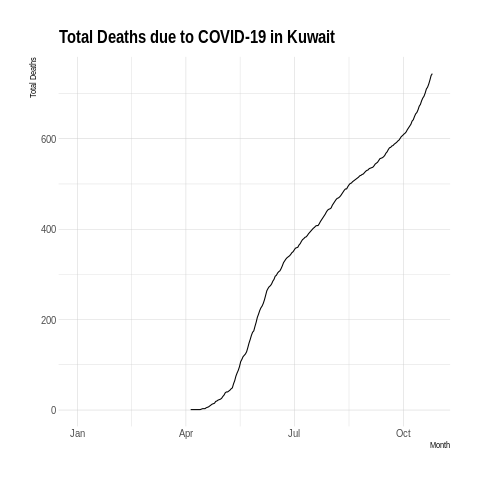 Total Deaths due to COVID-19 in Kuwait
Total Deaths
600
400
200
0
Jan Apr Jul Oct
Month